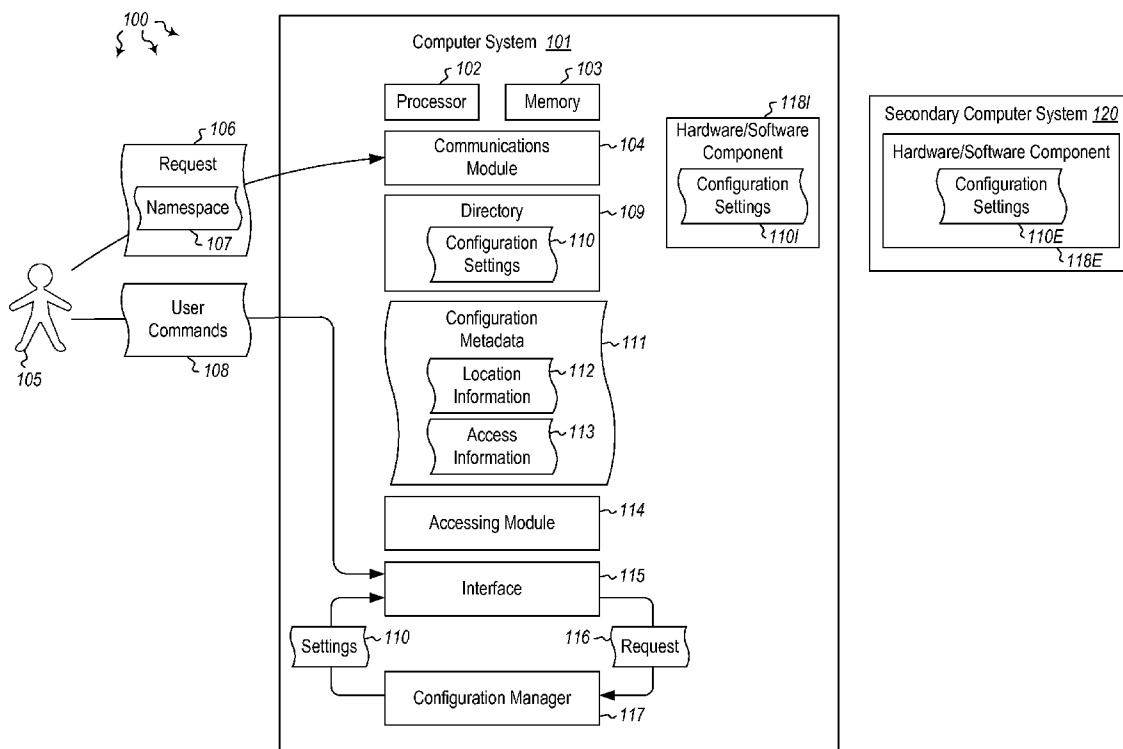 100
Computer System 101
102
103
Processor
Memory
106
Request
Namespace
107
Communications
Module
104
118I
Hardware/Software
Component
Configuration
Settings
110I
Secondary Computer System 120
Hardware/Software Component
Configuration
Settings
110E
118E
Directory
109
Configuration
Settings
110
105
User
Commands
108
Configuration
Metadata
111
Location
Information
112
Access
Information
113
Accessing Module
114
Interface
115
Settings
110
116
Request
Configuration Manager
117